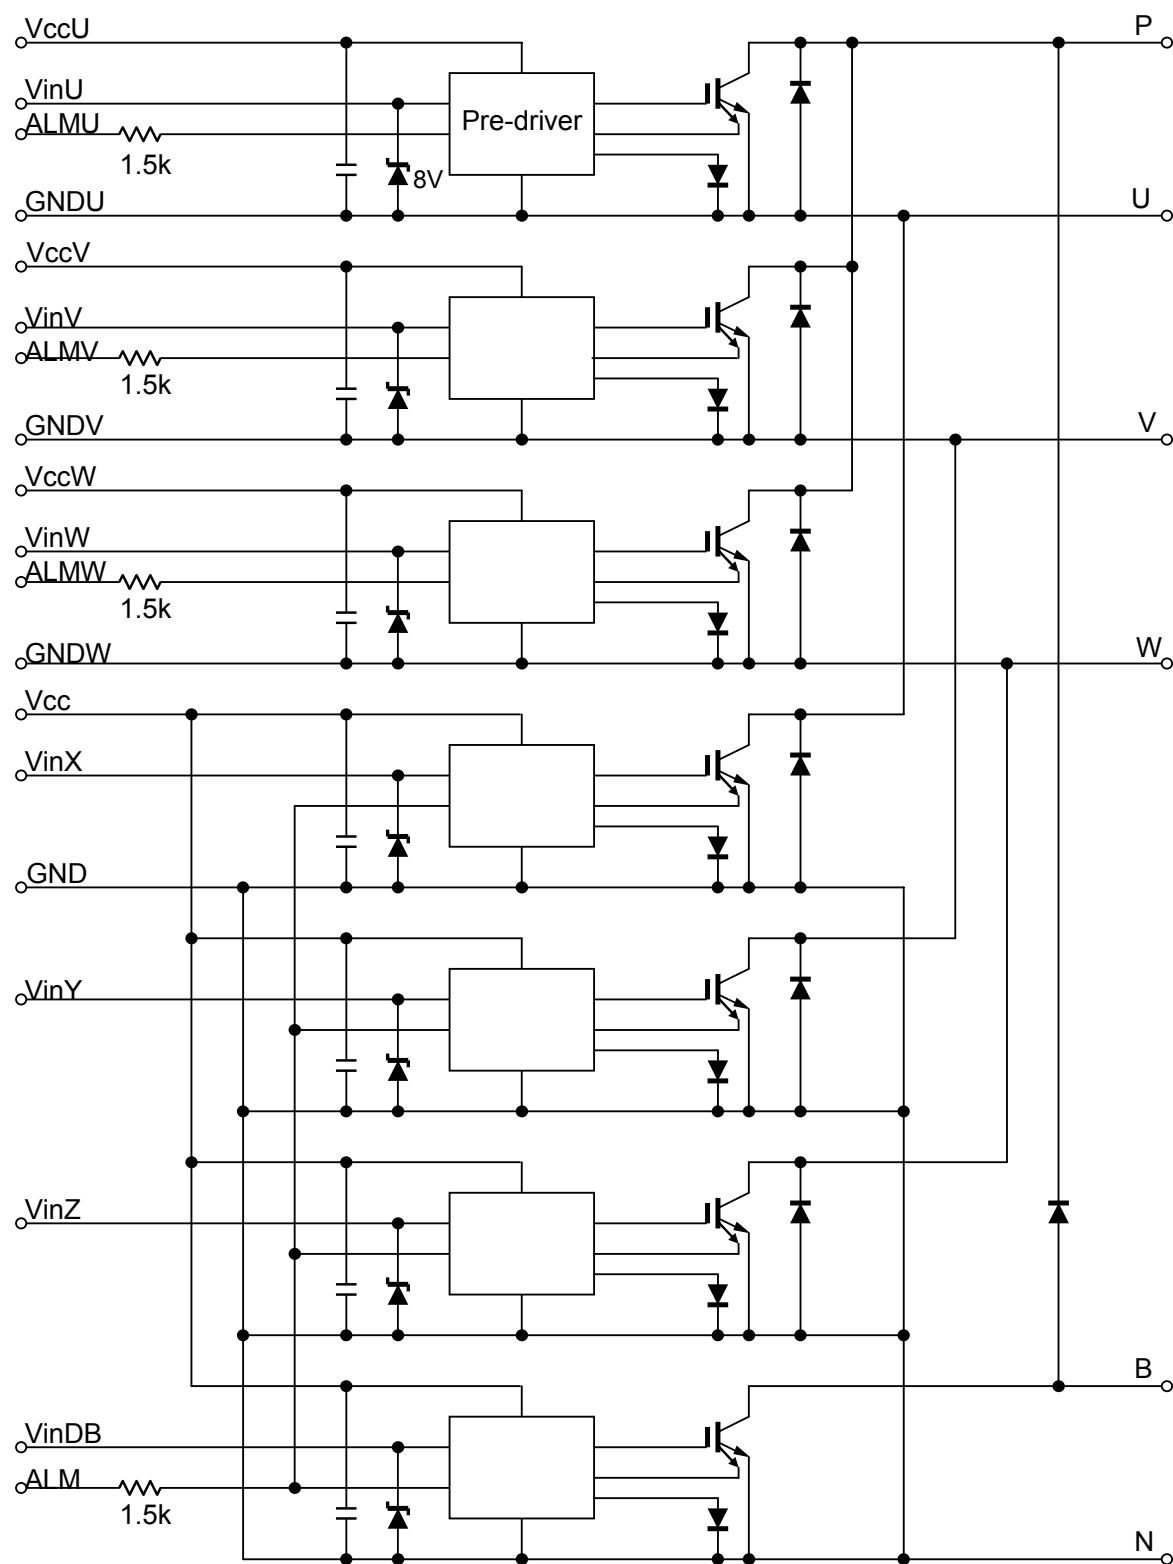 VccU
P
VinU
ALMU
Pre-driver
1.5k
8V
GNDU
U
VccV
VinV
ALMV
1.5k
GNDV
V
VccW
VinW
ALMW
1.5k
GNDW
W
Vcc
VinX
GND
VinY
VinZ
B
VinDB
ALM
1.5k
N